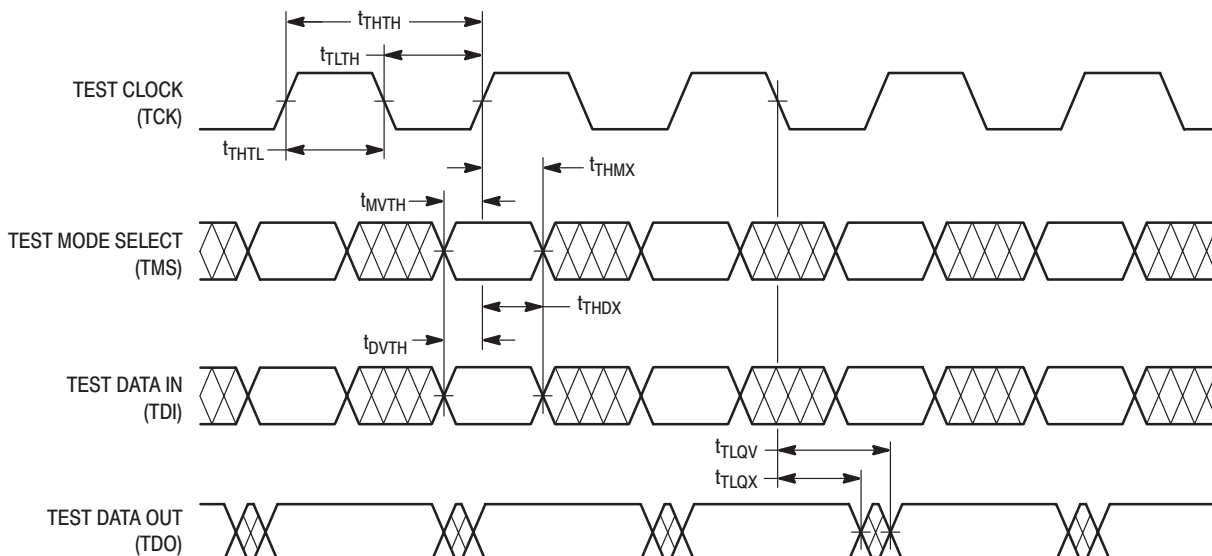 tTHTH
tTLTH
TEST CLOCK
(TCK)
tTHTL
tTHMX
tMVTH
TEST MODE SELECT
(TMS)
tTHDX
tDVTH
TEST DATA IN
(TDI)
tTLQV
tTLQX
TEST DATA OUT
(TDO)